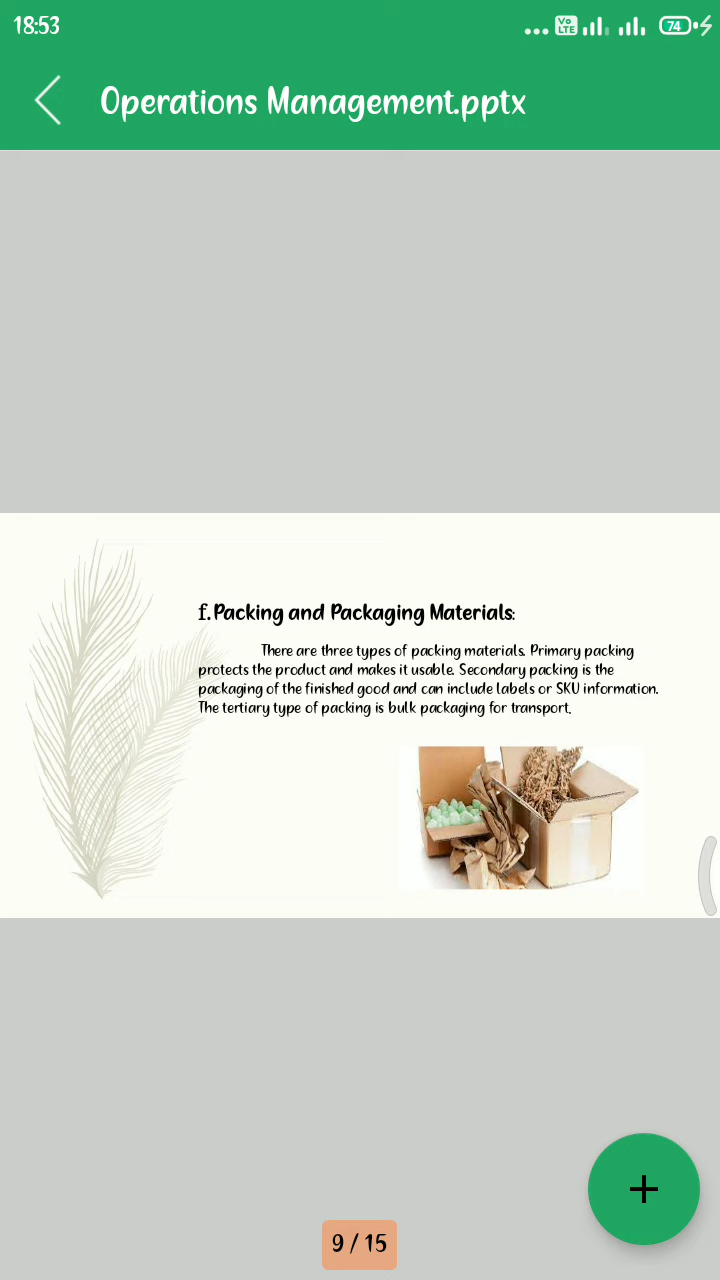 18:53
Vo LTE
74
Operations Management.pptx
f. Packing and Packaging Materials:
There are three types of packing materials. Primary packing
protects the product and makes it usable. Secondary packing is the
packaging of the finished good and can include labels or SKU information.
The tertiary type of packing is bulk packaging for transport.
+
9 / 15